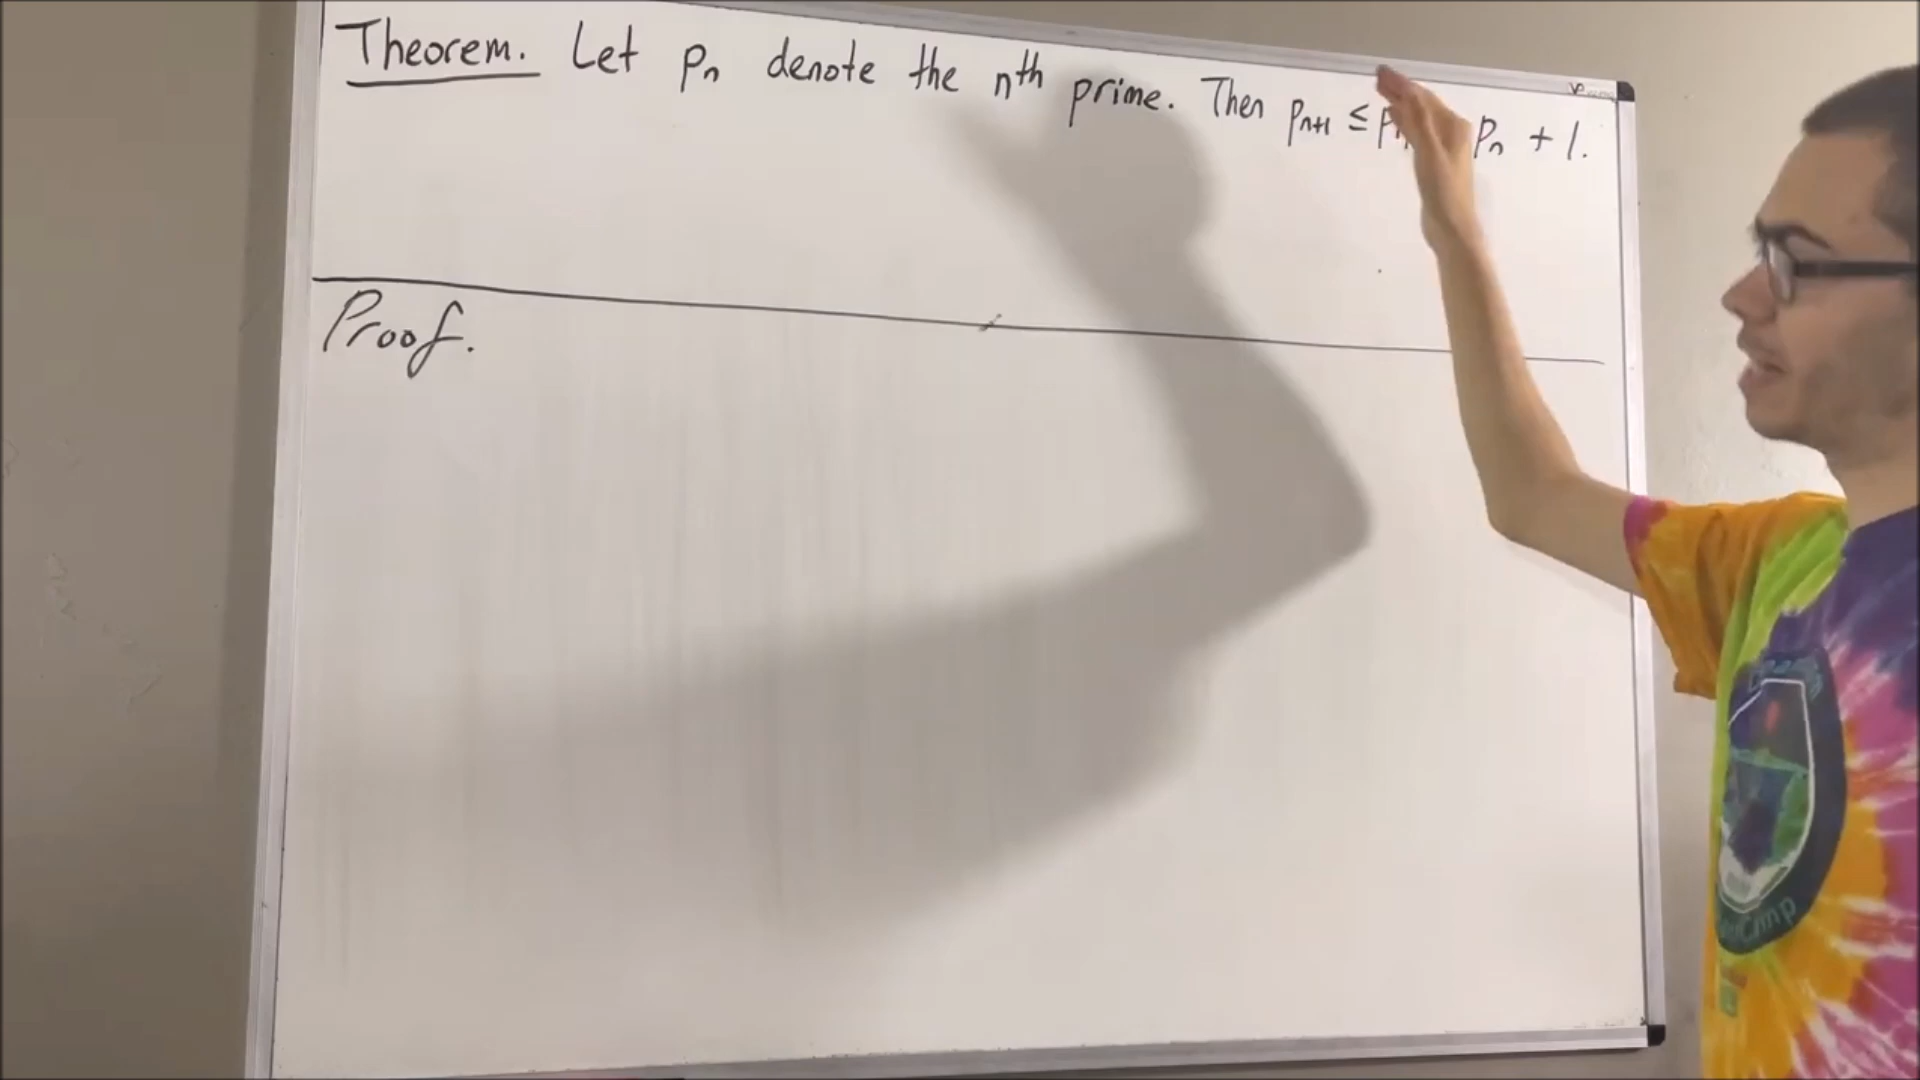 Theorem. Let pₙ denote the nth prime. Then pₙ₊₁ ≤ pₙ + 1.
Proof.